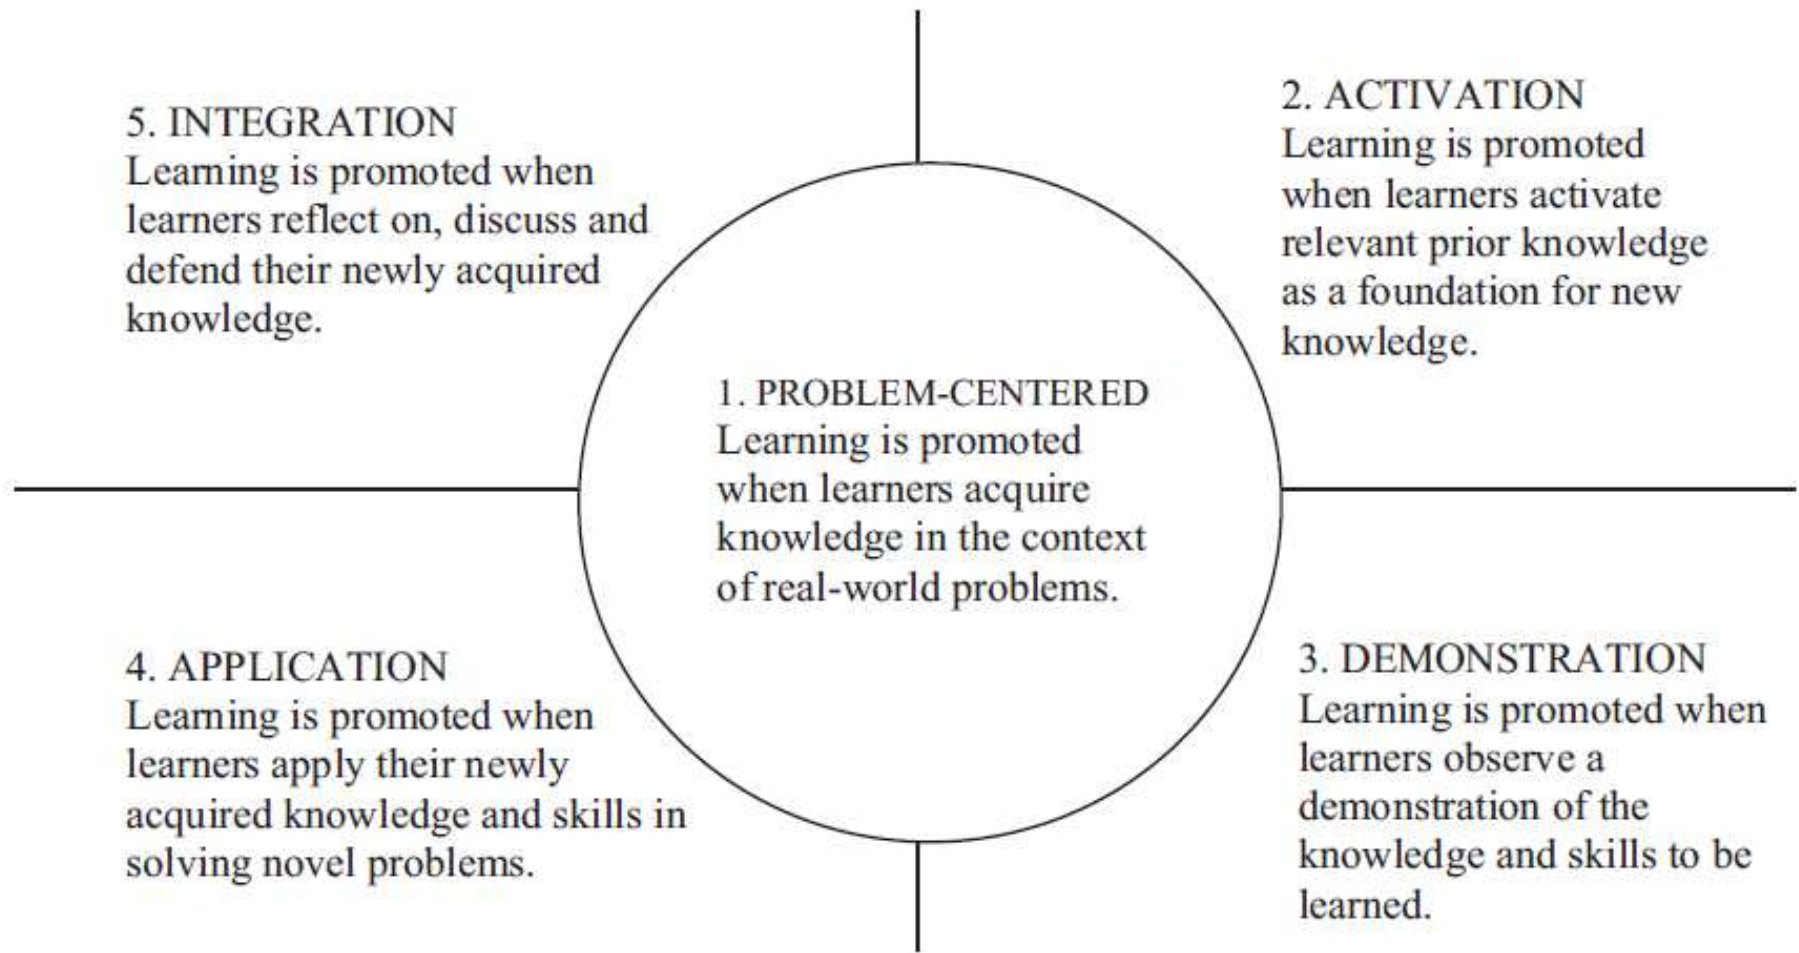 1. PROBLEM-CENTERED
Learning is promoted
when learners acquire
knowledge in the context
of real-world problems.
2. ACTIVATION
Learning is promoted
when learners activate
relevant prior knowledge
as a foundation for new
knowledge.
3. DEMONSTRATION
Learning is promoted when
learners observe a
demonstration of the
knowledge and skills to be
learned.
4. APPLICATION
Learning is promoted when
learners apply their newly
acquired knowledge and skills in
solving novel problems.
5. INTEGRATION
Learning is promoted when
learners reflect on, discuss and
defend their newly acquired
knowledge.